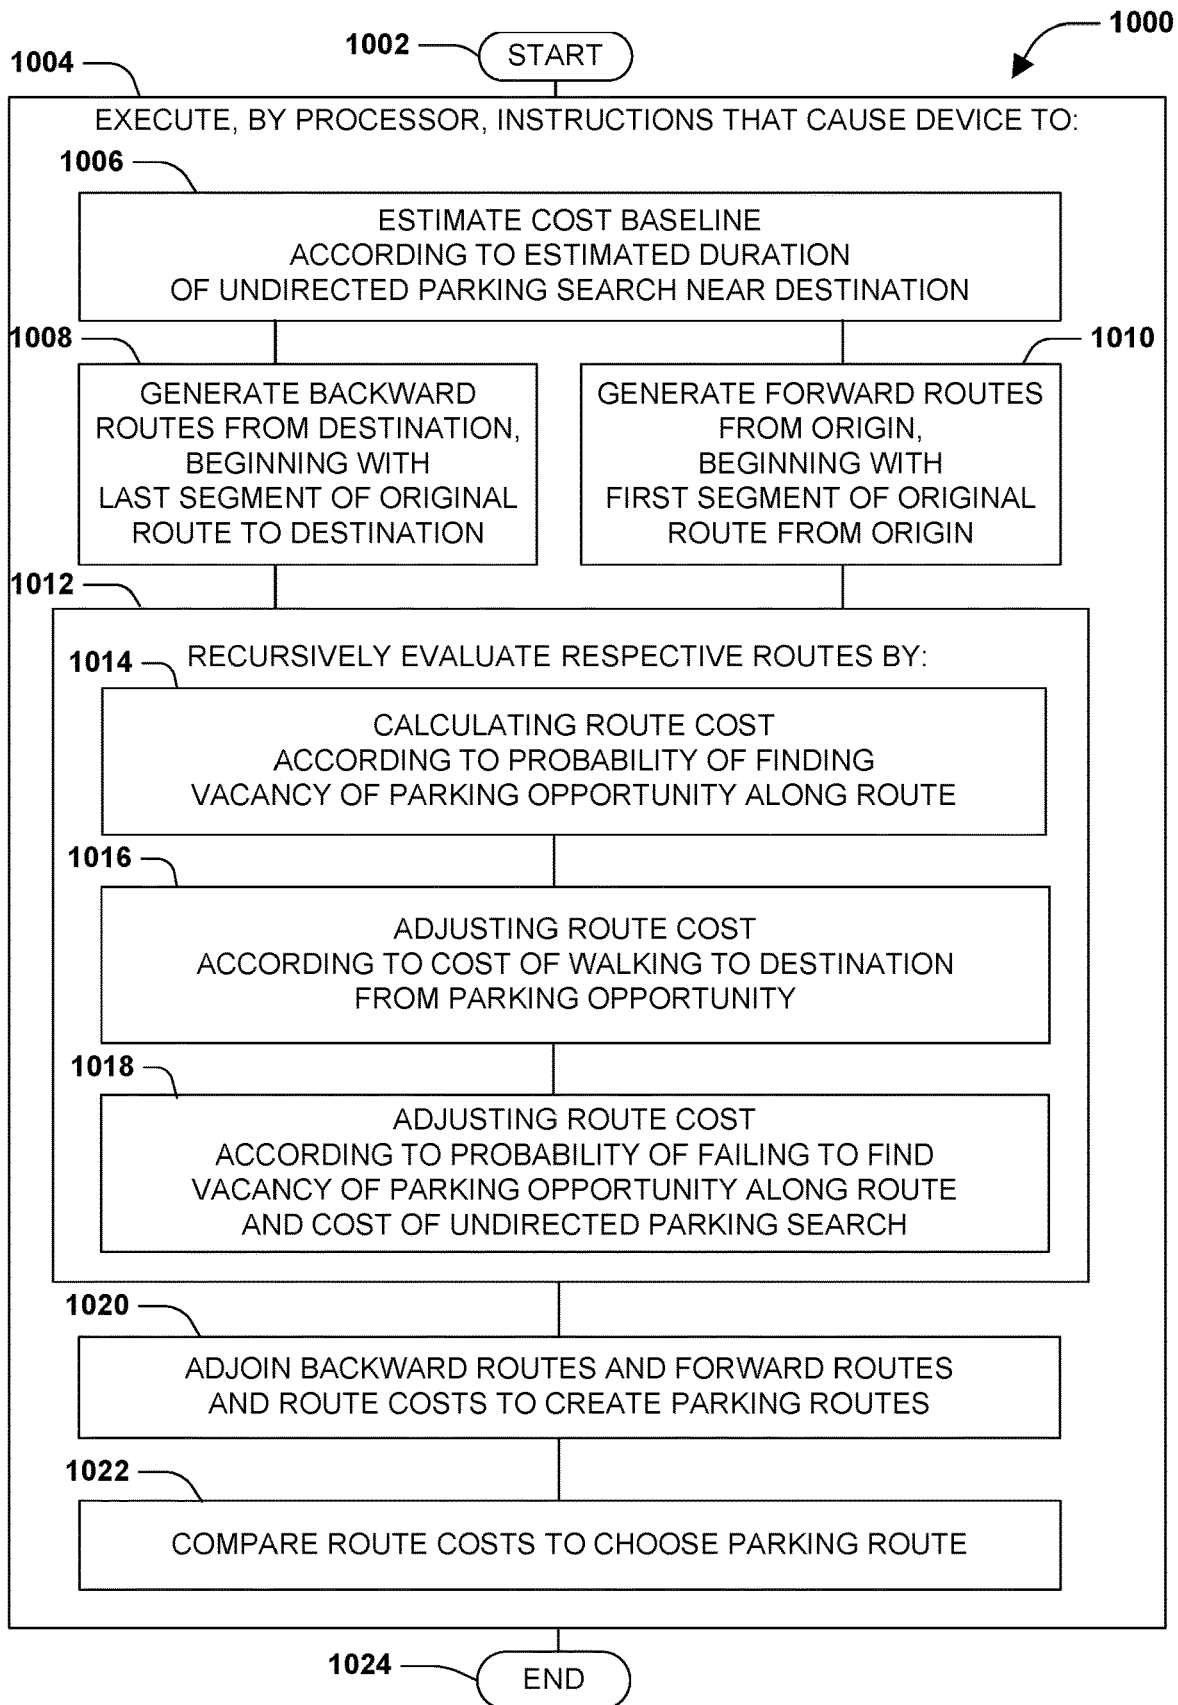 1000
1002
START
1004
EXECUTE, BY PROCESSOR, INSTRUCTIONS THAT CAUSE DEVICE TO:
1006
ESTIMATE COST BASELINE
ACCORDING TO ESTIMATED DURATION
OF UNDIRECTED PARKING SEARCH NEAR DESTINATION
1008
GENERATE BACKWARD
ROUTES FROM DESTINATION,
BEGINNING WITH
LAST SEGMENT OF ORIGINAL
ROUTE TO DESTINATION
1010
GENERATE FORWARD ROUTES
FROM ORIGIN,
BEGINNING WITH
FIRST SEGMENT OF ORIGINAL
ROUTE FROM ORIGIN
1012
RECURSIVELY EVALUATE RESPECTIVE ROUTES BY:
1014
CALCULATING ROUTE COST
ACCORDING TO PROBABILITY OF FINDING
VACANCY OF PARKING OPPORTUNITY ALONG ROUTE
1016
ADJUSTING ROUTE COST
ACCORDING TO COST OF WALKING TO DESTINATION
FROM PARKING OPPORTUNITY
1018
ADJUSTING ROUTE COST
ACCORDING TO PROBABILITY OF FAILING TO FIND
VACANCY OF PARKING OPPORTUNITY ALONG ROUTE
AND COST OF UNDIRECTED PARKING SEARCH
1020
ADJOIN BACKWARD ROUTES AND FORWARD ROUTES
AND ROUTE COSTS TO CREATE PARKING ROUTES
1022
COMPARE ROUTE COSTS TO CHOOSE PARKING ROUTE
1024
END